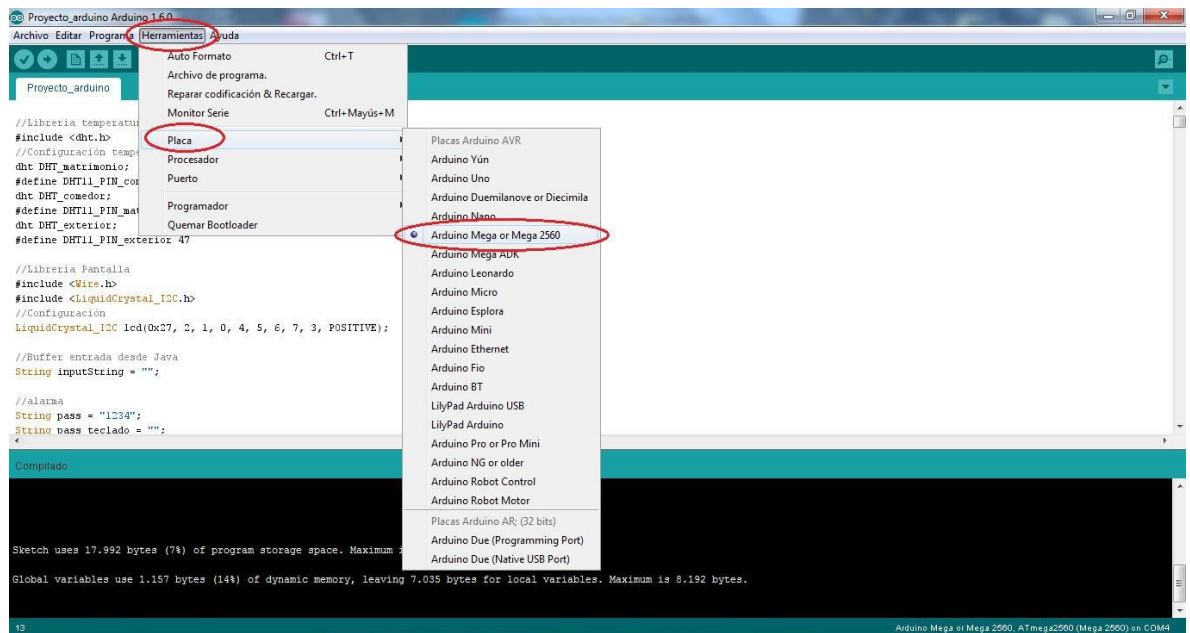 Proyecto_arduino Arduino 1.6.0
Archivo Editar Programa Herramientas Ayuda
Proyecto_arduino
Auto Formato Ctrl+T
Archivo de programa.
Reparar codificación & Recargar.
Monitor Serie Ctrl+Mayús+M
Placa
Procesador
Puerto
Programador
Quemar Bootloader
Placas Arduino AVR
Arduino Yún
Arduino Uno
Arduino Duemilanove or Diecimila
Arduino Nano
Arduino Mega or Mega 2560
Arduino Mega ADK
Arduino Leonardo
Arduino Micro
Arduino Esplora
Arduino Mini
Arduino Ethernet
Arduino Fio
Arduino BT
LilyPad Arduino USB
LilyPad Arduino
Arduino Pro or Pro Mini
Arduino NG or older
Arduino Robot Control
Arduino Robot Motor
Placas Arduino AR; (32 bits)
Arduino Due (Programming Port)
Arduino Due (Native USB Port)
//Libreria temperatu
#include <dht.h>
//Configuración tempe
dht DHT_matrimonio;
#define DHT11_PIN_com
dht DHT_comedor;
#define DHT11_PIN_mat
dht DHT_exterior;
#define DHT11_PIN_exterior 47
//Libreria Pantalla
#include <Wire.h>
#include <LiquidCrystal_I2C.h>
//Configuración
LiquidCrystal_I2C lcd(0x27, 2, 1, 0, 4, 5, 6, 7, 3, POSITIVE);
//Buffer entrada desde Java
String inputString = "";
//alarma
String pass = "1234";
String pass_teclado = "";
Compilado
Sketch uses 17.992 bytes (7%) of program storage space. Maximum
Global variables use 1.157 bytes (14%) of dynamic memory, leaving 7.035 bytes for local variables. Maximum is 8.192 bytes.
13
Arduino Mega or Mega 2560, ATmega2560 (Mega 2560) on COM4